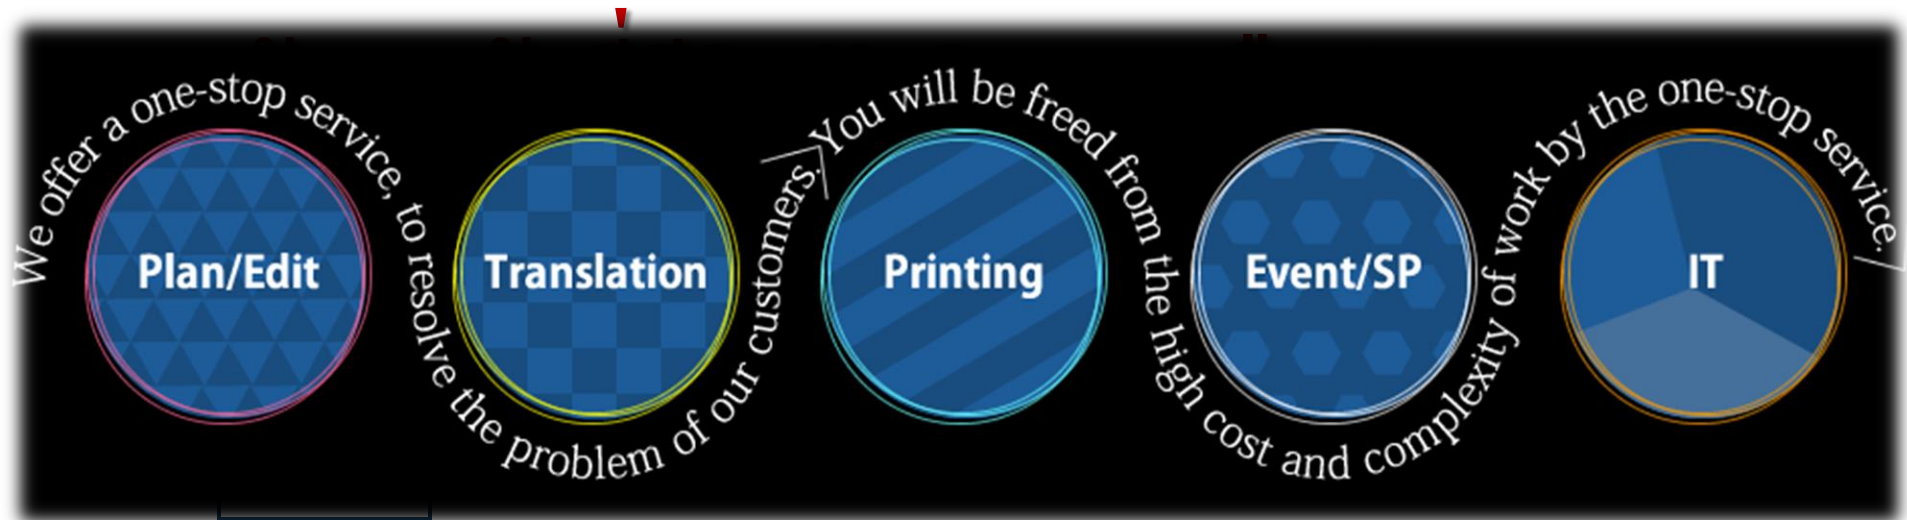 We offer a one-stop service, to resolve the problem of our customers. You will be freed from the high cost and complexity of work by the one-stop service.
Plan/Edit
Translation
Printing
Event/SP
IT